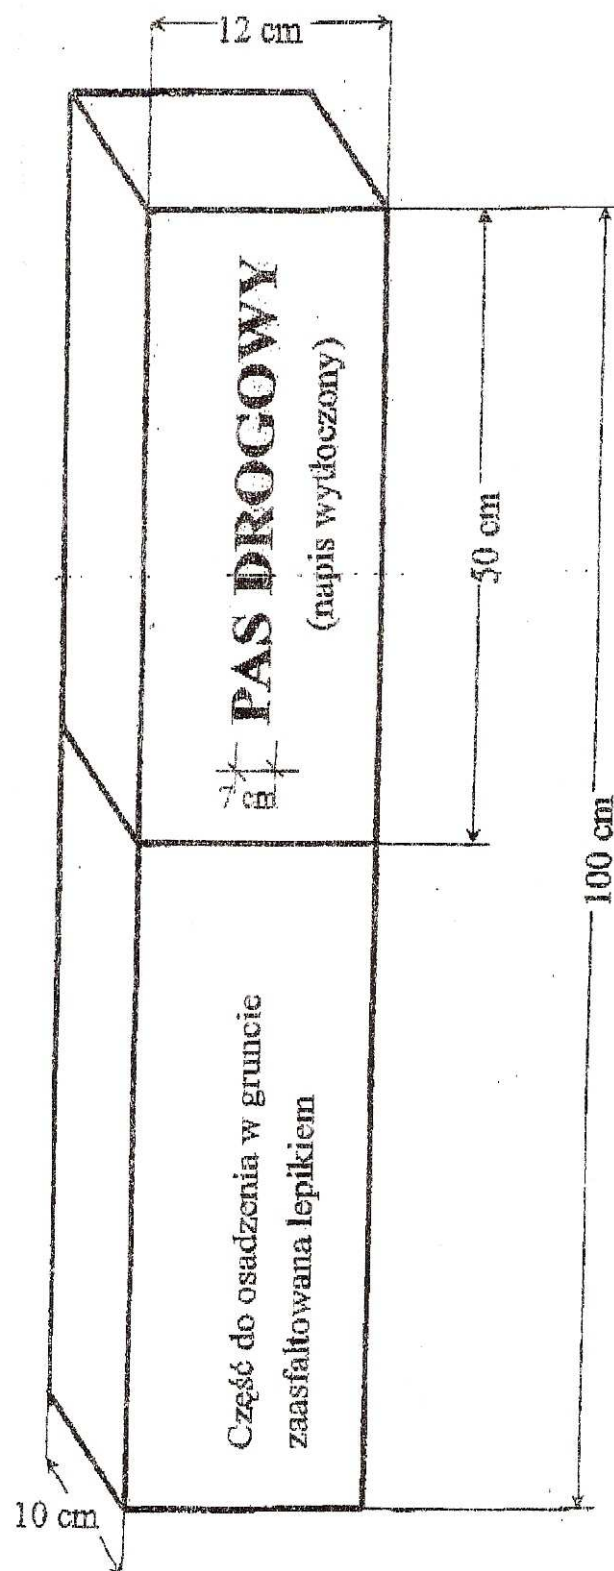 12 cm
PAS DROGOWY
(napis wytłoczony)
cm
50 cm
100 cm
Część do osadzenia w gruncie
zaasfaltowana lepikiem
10 cm